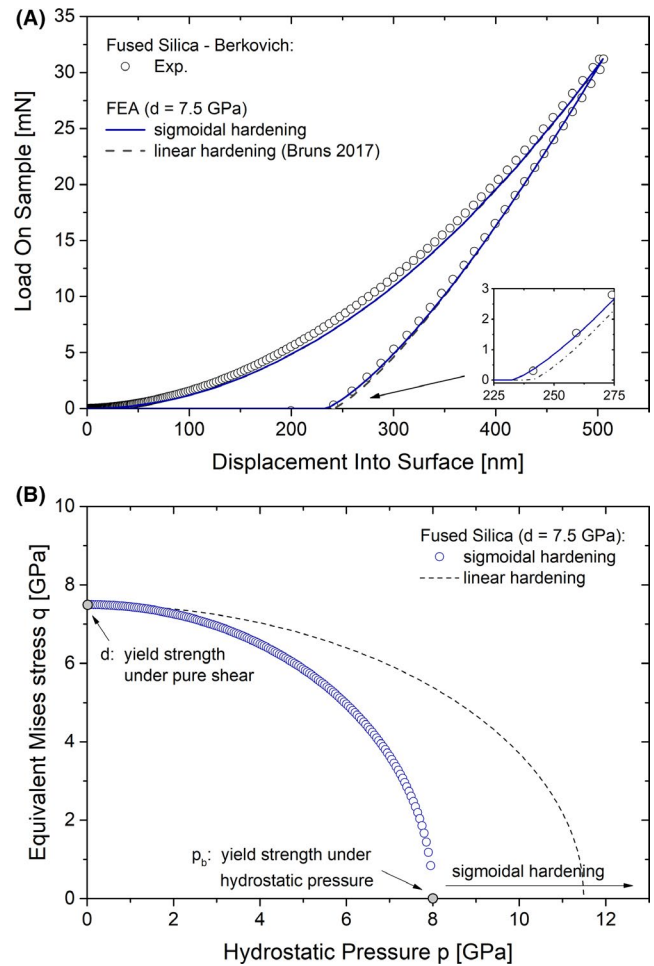 (A)
Fused Silica - Berkovich:
Exp.
FEA (d = 7.5 GPa)
sigmoidal hardening
linear hardening (Bruns 2017)
Load On Sample [mN]
35
30
25
20
15
10
5
0
3
2
1
0
225 250 275
0 100 200 300 400 500
Displacement Into Surface [nm]
(B)
Fused Silica (d = 7.5 GPa):
sigmoidal hardening
linear hardening
Equivalent Mises stress q [GPa]
10
8
6
4
2
0
d: yield strength
under pure shear
p_b: yield strength under
hydrostatic pressure
sigmoidal hardening
0 2 4 6 8 10 12
Hydrostatic Pressure p [GPa]